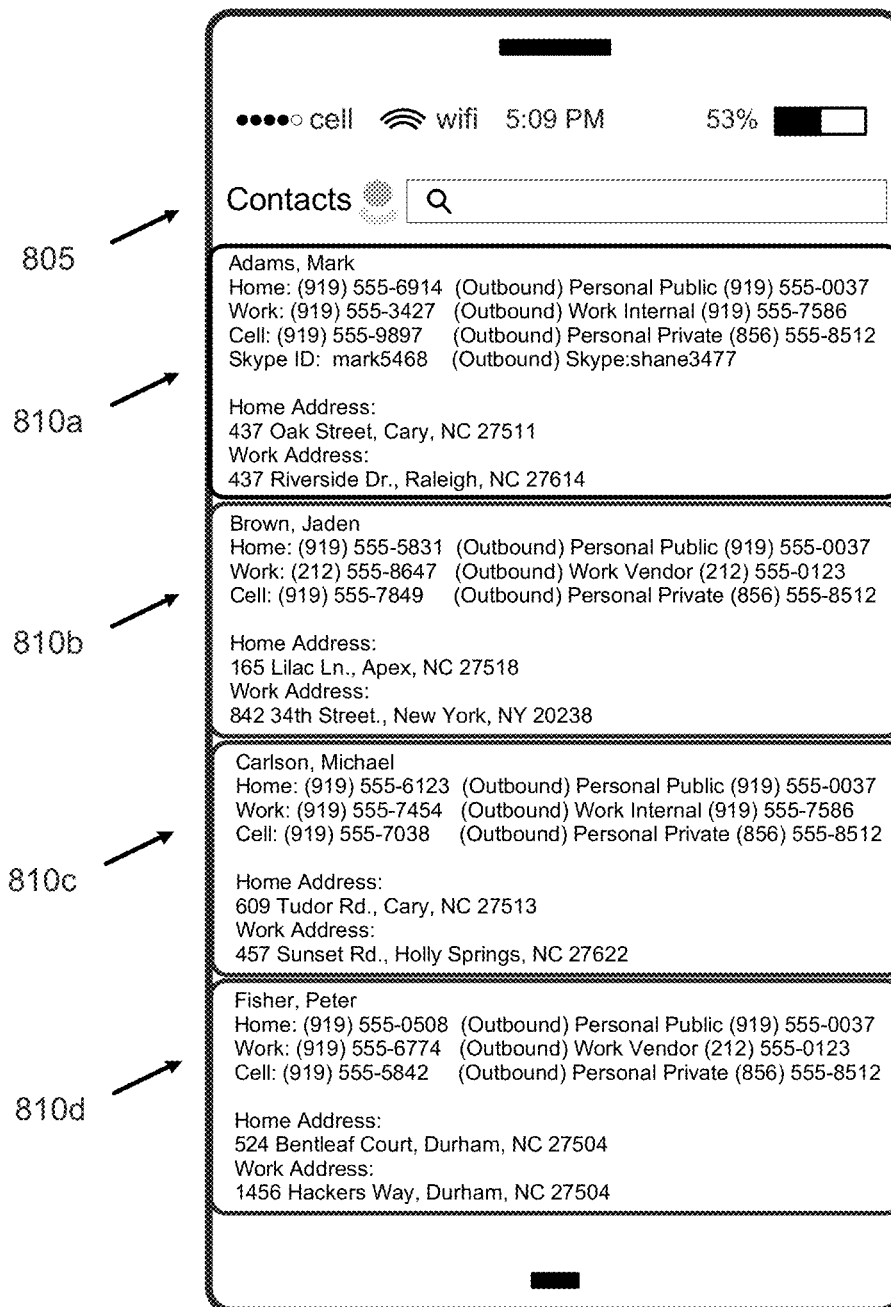 ●●●●○ cell wifi 5:09 PM 53%
Contacts
805
Adams, Mark
Home: (919) 555-6914 (Outbound) Personal Public (919) 555-0037
Work: (919) 555-3427 (Outbound) Work Internal (919) 555-7586
Cell: (919) 555-9897 (Outbound) Personal Private (856) 555-8512
Skype ID: mark5468 (Outbound) Skype:shane3477
810a
Home Address:
437 Oak Street, Cary, NC 27511
Work Address:
437 Riverside Dr., Raleigh, NC 27614
Brown, Jaden
Home: (919) 555-5831 (Outbound) Personal Public (919) 555-0037
Work: (212) 555-8647 (Outbound) Work Vendor (212) 555-0123
Cell: (919) 555-7849 (Outbound) Personal Private (856) 555-8512
810b
Home Address:
165 Lilac Ln., Apex, NC 27518
Work Address:
842 34th Street., New York, NY 20238
Carlson, Michael
Home: (919) 555-6123 (Outbound) Personal Public (919) 555-0037
Work: (919) 555-7454 (Outbound) Work Internal (919) 555-7586
Cell: (919) 555-7038 (Outbound) Personal Private (856) 555-8512
810c
Home Address:
609 Tudor Rd., Cary, NC 27513
Work Address:
457 Sunset Rd., Holly Springs, NC 27622
Fisher, Peter
Home: (919) 555-0508 (Outbound) Personal Public (919) 555-0037
Work: (919) 555-6774 (Outbound) Work Vendor (212) 555-0123
Cell: (919) 555-5842 (Outbound) Personal Private (856) 555-8512
810d
Home Address:
524 Bentleaf Court, Durham, NC 27504
Work Address:
1456 Hackers Way, Durham, NC 27504